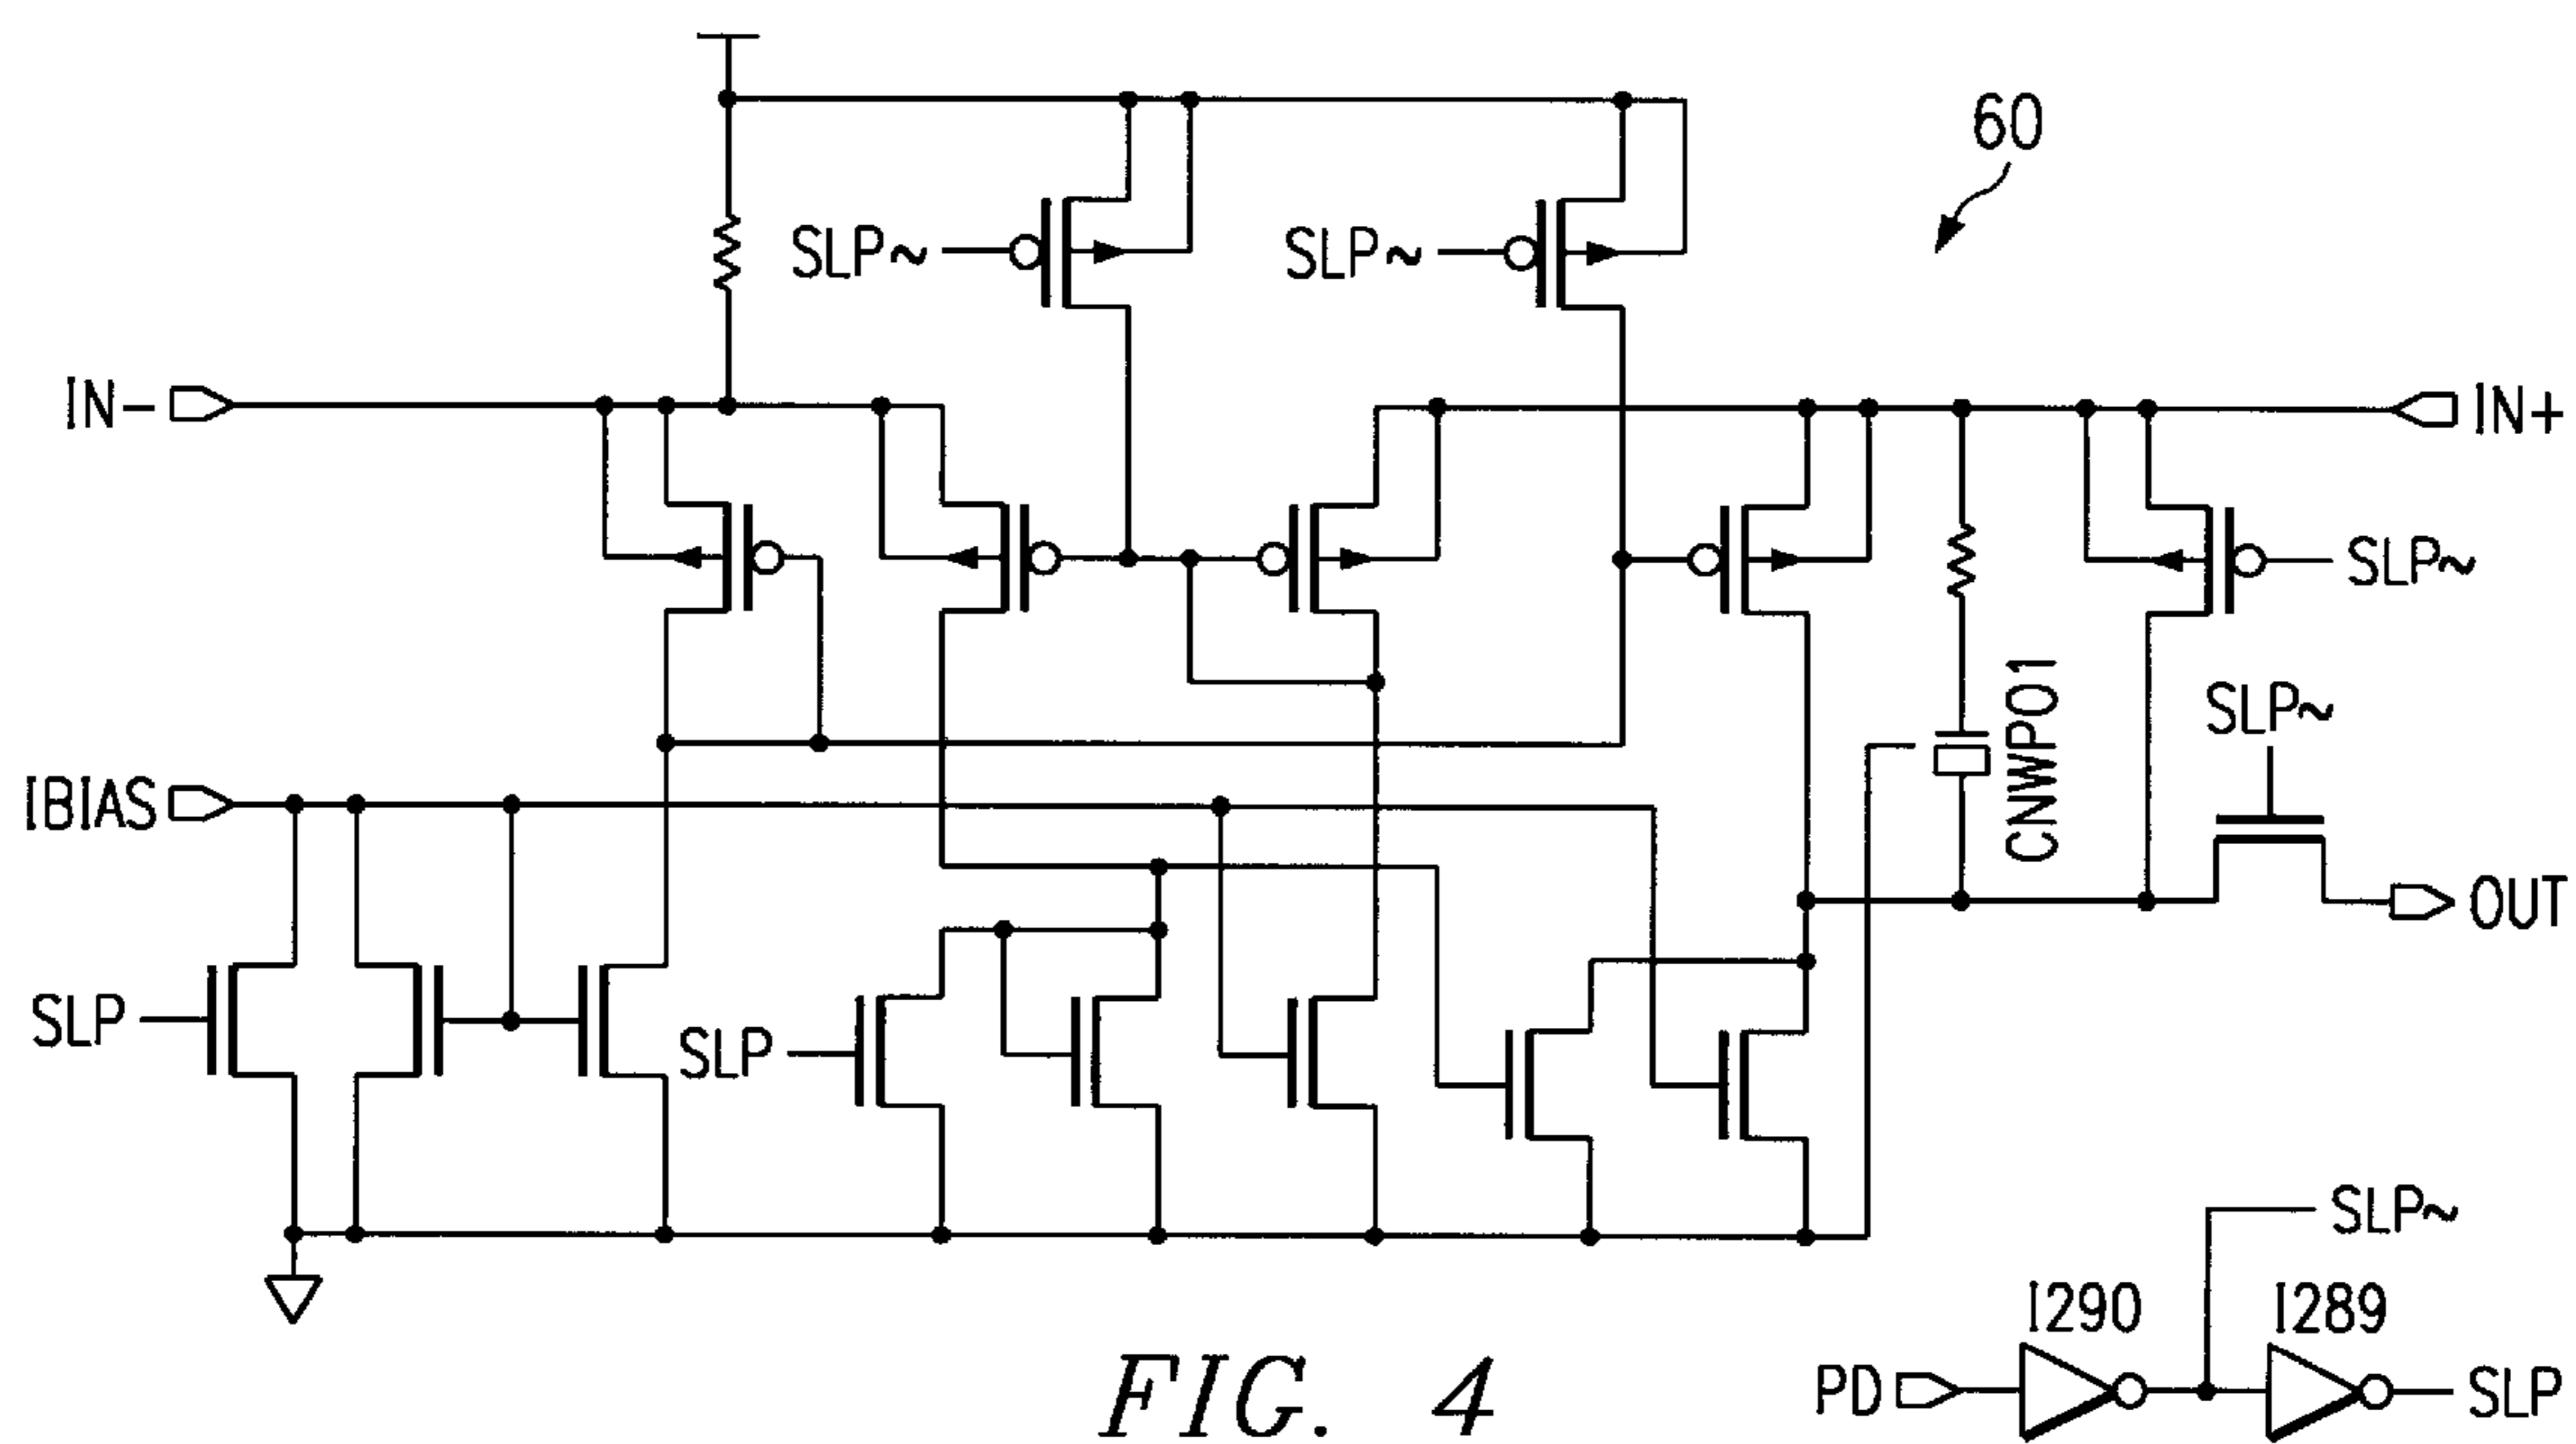 60
SLP~
SLP~
IN-
IN+
SLP~
CNWP01
SLP~
IBIAS
OUT
SLP
SLP
SLP~
I290
I289
PD
SLP
FIG. 4